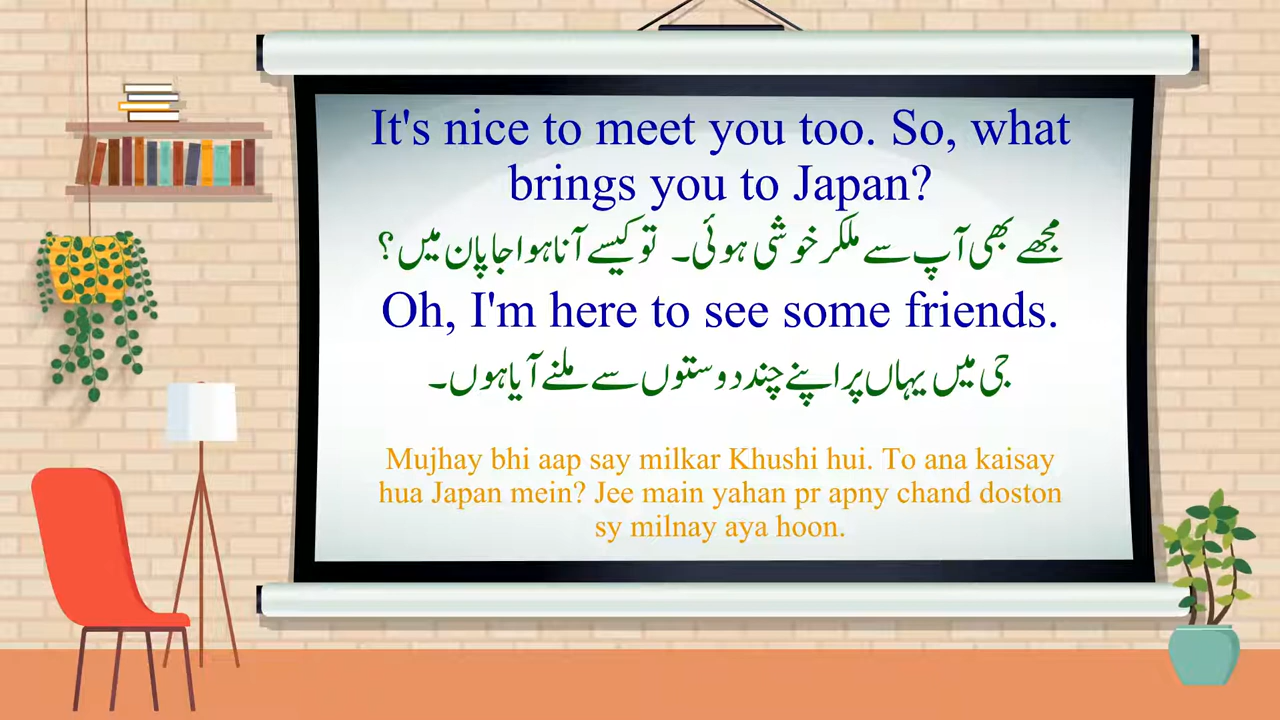 It's nice to meet you too. So, what
brings you to Japan?
مجھے بھی آپ سے ملکر خوشی ہوئی۔ تو کیسے آنا ہوا جاپان میں؟
Oh, I'm here to see some friends.
جی میں یہاں پر اپنے چند دوستوں سے ملنے آیا ہوں۔
Mujhay bhi aap say milkar Khushi hui. To ana kaisay
hua Japan mein? Jee main yahan pr apny chand doston
sy milnay aya hoon.